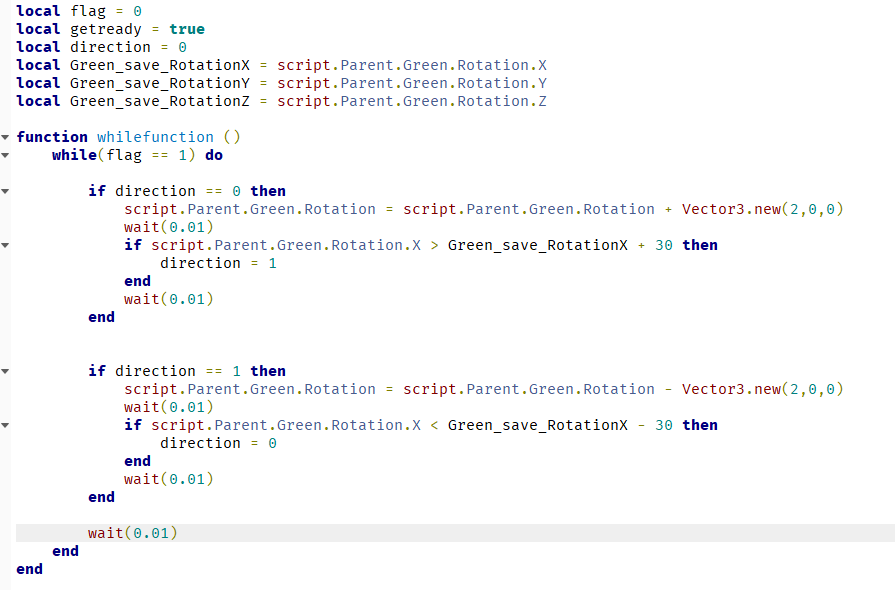 local flag = 0
local getready = true
local direction = 0
local Green_save_RotationX = script.Parent.Green.Rotation.X
local Green_save_RotationY = script.Parent.Green.Rotation.Y
local Green_save_RotationZ = script.Parent.Green.Rotation.Z
function whilefunction ()
while(flag == 1) do
if direction == 0 then
script.Parent.Green.Rotation = script.Parent.Green.Rotation + Vector3.new(2,0,0)
wait(0.01)
if script.Parent.Green.Rotation.X > Green_save_RotationX + 30 then
direction = 1
end
wait(0.01)
end
if direction == 1 then
script.Parent.Green.Rotation = script.Parent.Green.Rotation - Vector3.new(2,0,0)
wait(0.01)
if script.Parent.Green.Rotation.X < Green_save_RotationX - 30 then
direction = 0
end
wait(0.01)
end
wait(0.01)
end
end